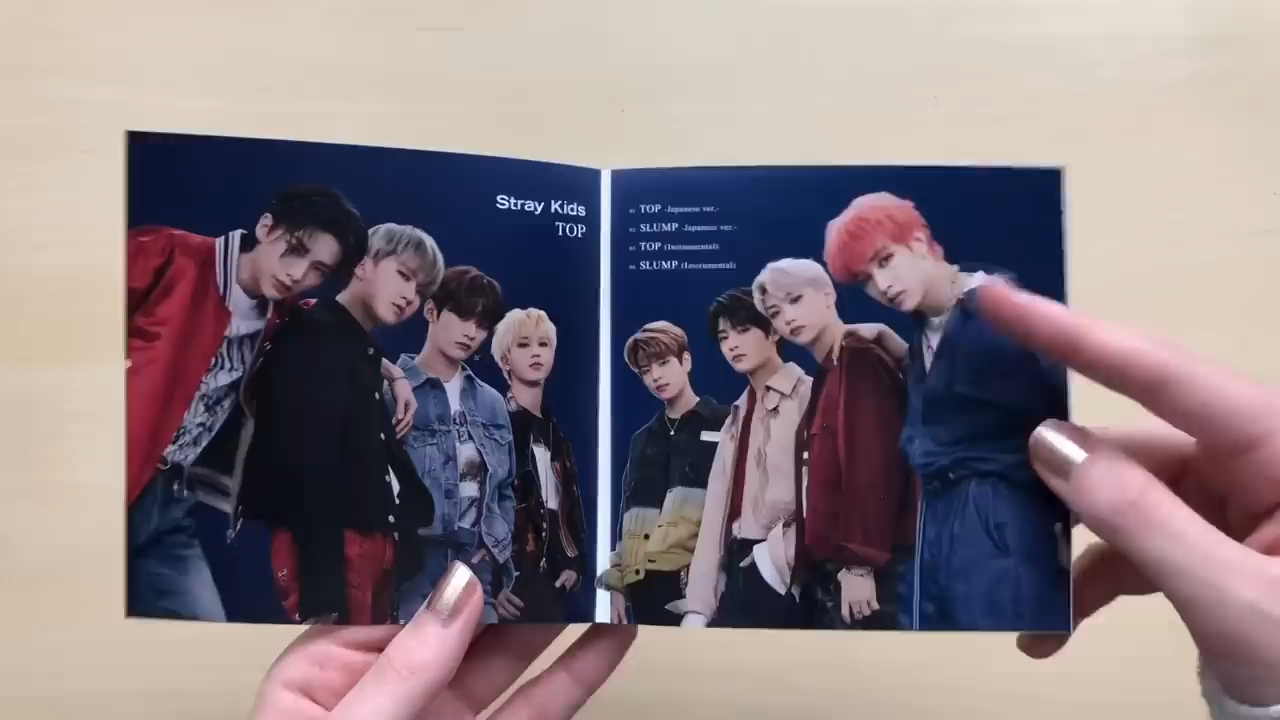 Stray Kids
TOP
01. TOP -Japanese ver.-
02. SLUMP -Japanese ver.-
03. TOP (Instrumental)
04. SLUMP (Instrumental)